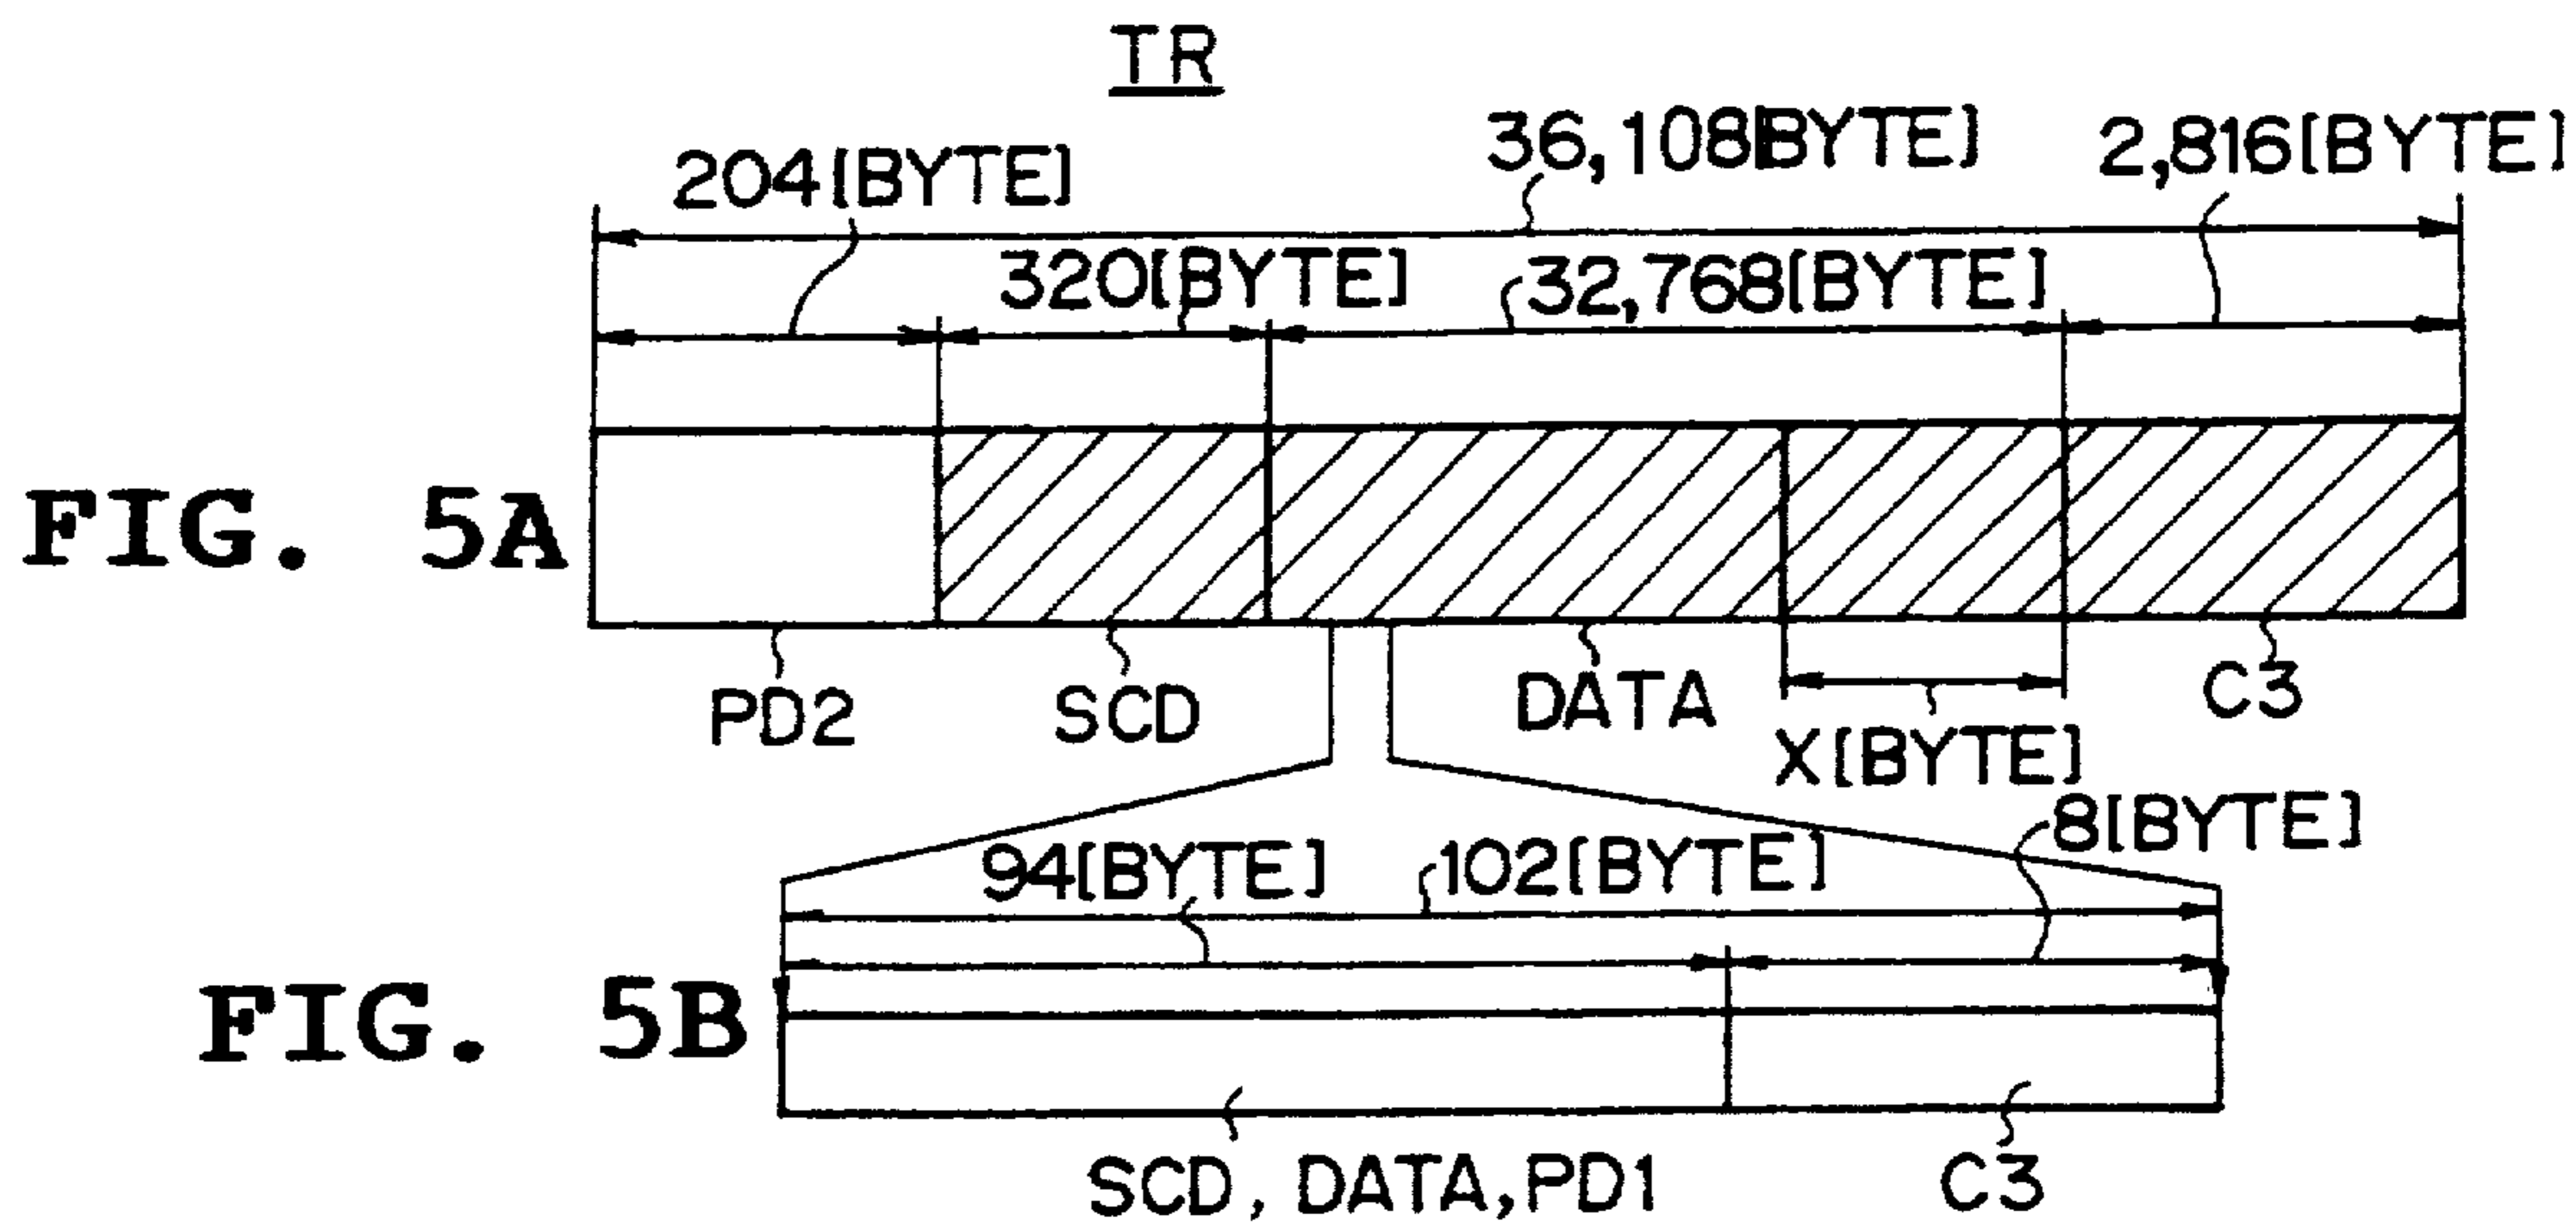 TR
36,108[BYTE]
2,816[BYTE]
204[BYTE]
320[BYTE]
32,768[BYTE]
FIG. 5A
PD2
SCD
DATA
C3
X[BYTE]
94[BYTE]
102[BYTE]
8[BYTE]
FIG. 5B
SCD, DATA, PD1
C3